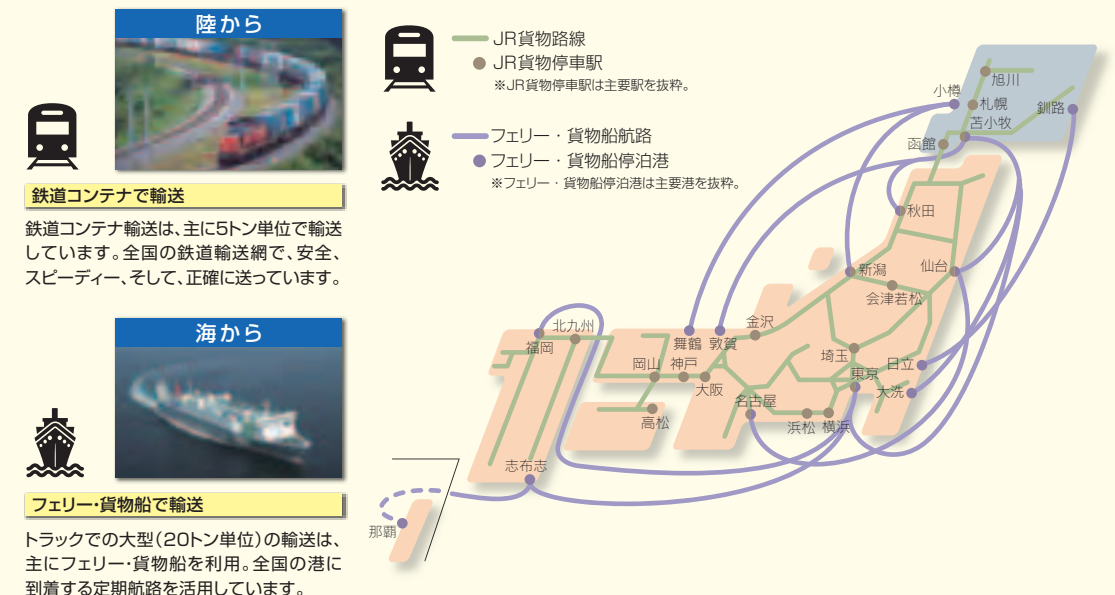 陸から
鉄道コンテナで輸送
鉄道コンテナ輸送は、主に5トン単位で輸送
しています。全国の鉄道輸送網で、安全、
スピーディー、そして、正確に送っています。
海から
フェリー・貨物船で輸送
トラックでの大型（20トン単位）の輸送は、
主にフェリー・貨物船を利用。全国の港に
到着する定期航路を活用しています。
JR貨物路線
JR貨物停車駅
※JR貨物停車駅は主要駅を抜粋。
フェリー・貨物船航路
フェリー・貨物船停泊港
※フェリー・貨物船停泊港は主要港を抜粋。
旭川
小樽
札幌
釧路
苫小牧
函館
秋田
新潟
仙台
会津若松
金沢
北九州
福岡
舞鶴
敦賀
埼玉
日立
岡山
神戸
東京
大阪
大洗
名古屋
高松
浜松
横浜
志布志
那覇